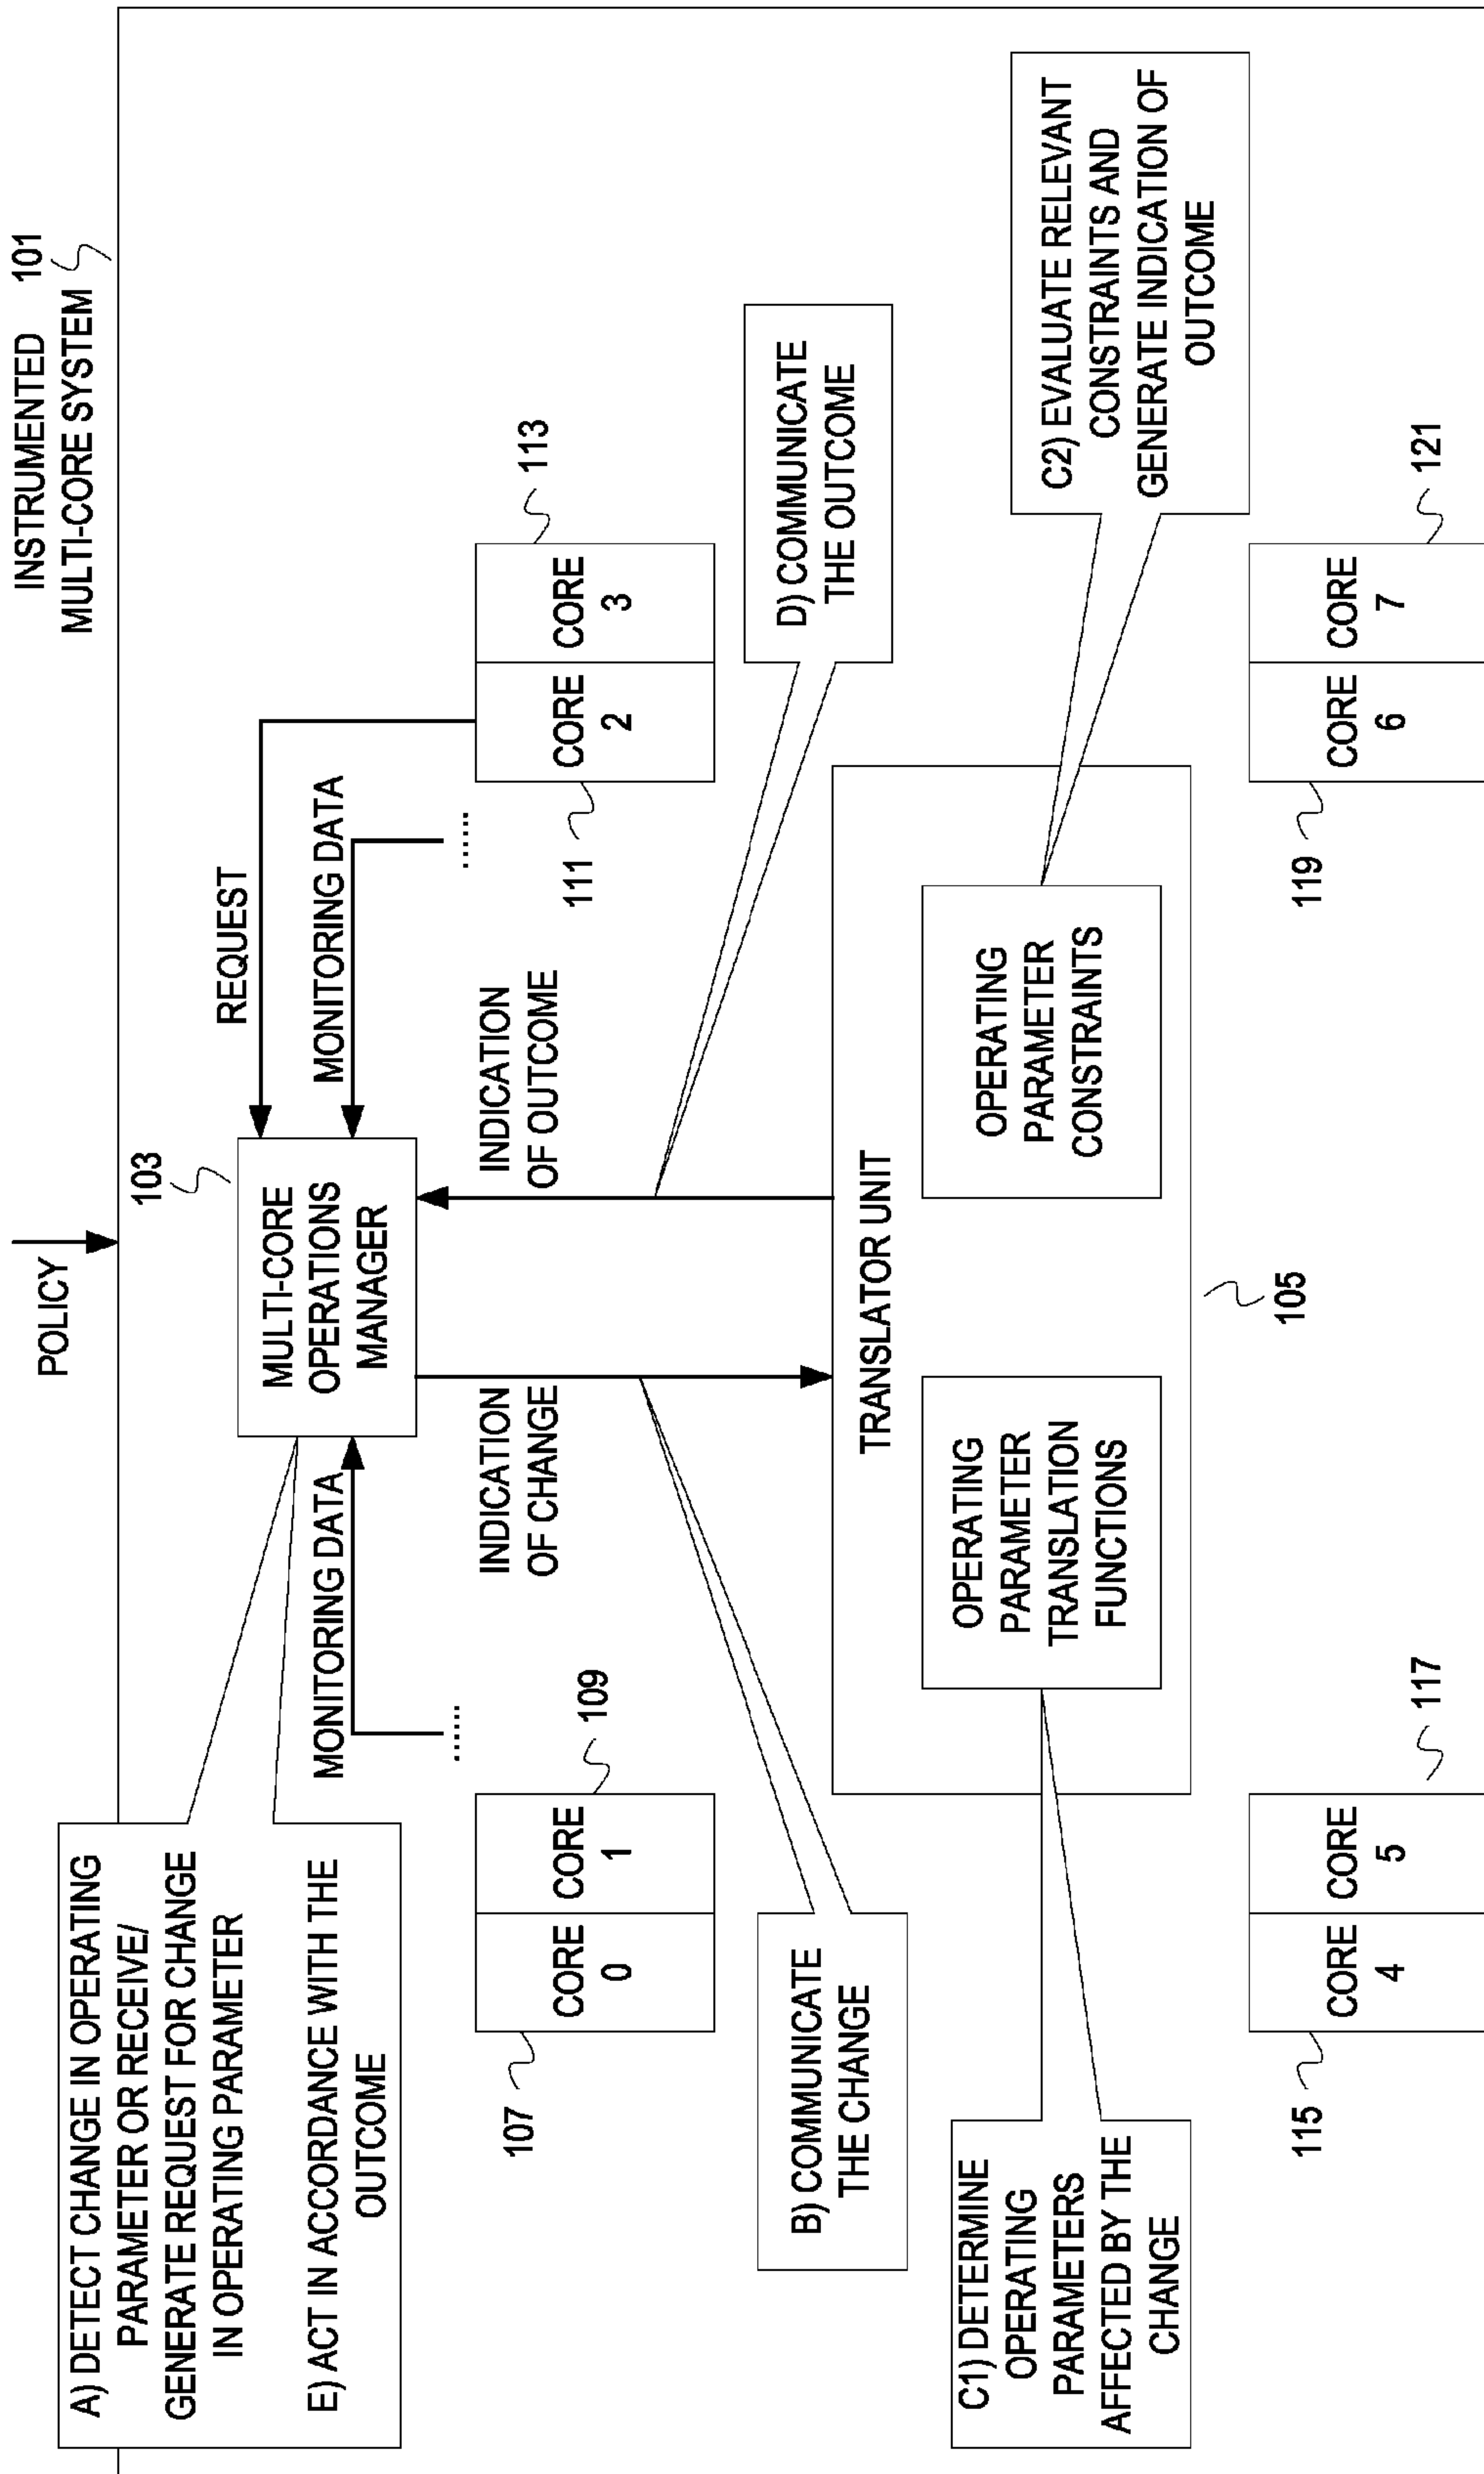 INSTRUMENTED 101
MULTI-CORE SYSTEM
POLICY
A) DETECT CHANGE IN OPERATING
PARAMETER OR RECEIVE/
GENERATE REQUEST FOR CHANGE
IN OPERATING PARAMETER
E) ACT IN ACCORDANCE WITH THE
OUTCOME
103
MULTI-CORE
OPERATIONS
MANAGER
REQUEST
MONITORING DATA
MONITORING DATA
107
CORE
0
CORE
1
109
INDICATION
OF CHANGE
INDICATION
OF OUTCOME
111
CORE
2
CORE
3
113
B) COMMUNICATE
THE CHANGE
D) COMMUNICATE
THE OUTCOME
TRANSLATOR UNIT
OPERATING
PARAMETER
TRANSLATION
FUNCTIONS
OPERATING
PARAMETER
CONSTRAINTS
105
C1) DETERMINE
OPERATING
PARAMETERS
AFFECTED BY THE
CHANGE
C2) EVALUATE RELEVANT
CONSTRAINTS AND
GENERATE INDICATION OF
OUTCOME
115
CORE
4
CORE
5
117
119
CORE
6
CORE
7
121